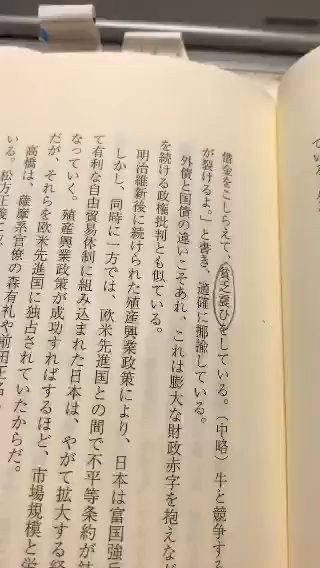 借金をこしらえて、貧乏震ひをしている。（中略）牛と競争する
が裂けるよ。」と書き、適確に揶揄している。
外債と国債の違いこそあれ、これは膨大な財政赤字を抱えなが
を続ける政権批判とも似ている。
明治維新後に続けられた殖産興業政策により、日本は富国強
しかし、同時に一方では、欧米先進国との間で不平等条約が
て有利な自由貿易体制に組み込まれた日本は、やがて拡大する
なっていく。殖産興業政策が成功すればするほど、市場規模と
だが、それらを欧米先進国に独占されていたからだ。
高橋は、薩摩系官僚の森有礼や前田正名
いる。松方正義に